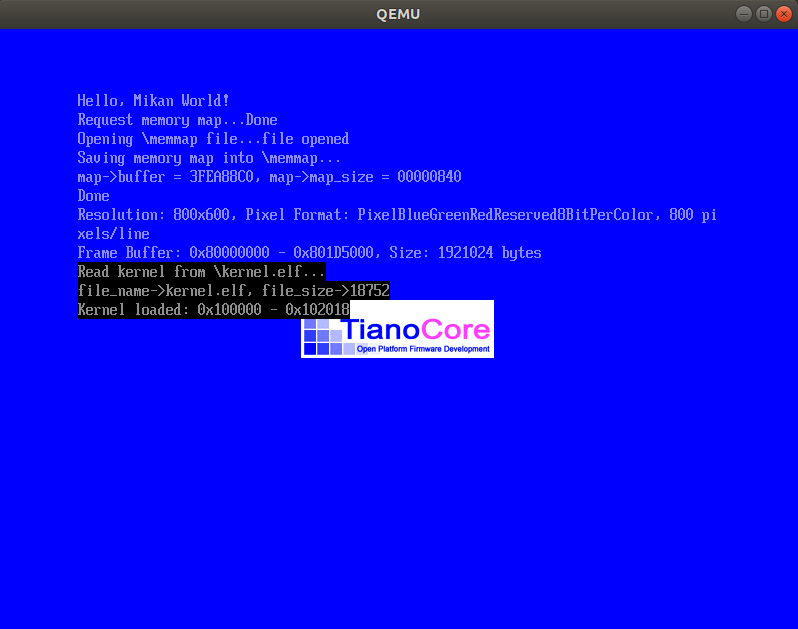 QEMU
Hello, Mikan World!
Request memory map...Done
Opening \memmap file...file opened
Saving memory map into \memmap...
map->buffer = 3FEA88C0, map->map_size = 00000840
Done
Resolution: 800x600, Pixel Format: PixelBlueGreenRedReserved8BitPerColor, 800 pi
xels/line
Frame Buffer: 0x80000000 - 0x801D5000, Size: 1921024 bytes
Read kernel from \kernel.elf...
file_name->kernel.elf, file_size->18752
Kernel loaded: 0x100000 - 0x102018
TianoCore
Open Platform Firmware Development